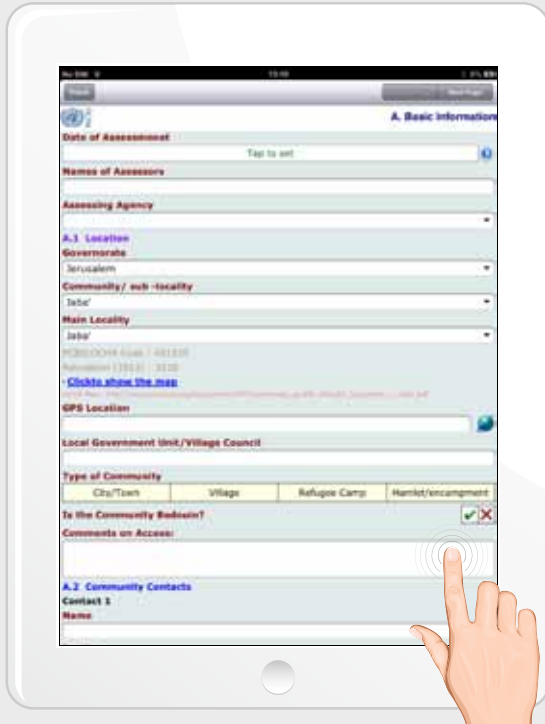 No SIM
A. Basic Information
Date of Assessmenet
Tap to set
Names of Assessors
Assessing Agency
A.1 Location
Governorate
Jerusalem
Community/ sub -locality
Jaba'
Main Locality
Jaba'
Clickto show the map
GPS Location
Local Government Unit/Village Council
Type of Community
City/Town Village Refugee Camp Hamlet/encampment
Is the Community Bedouin?
Comments on Access:
A.2 Community Contacts
Contact 1
Name